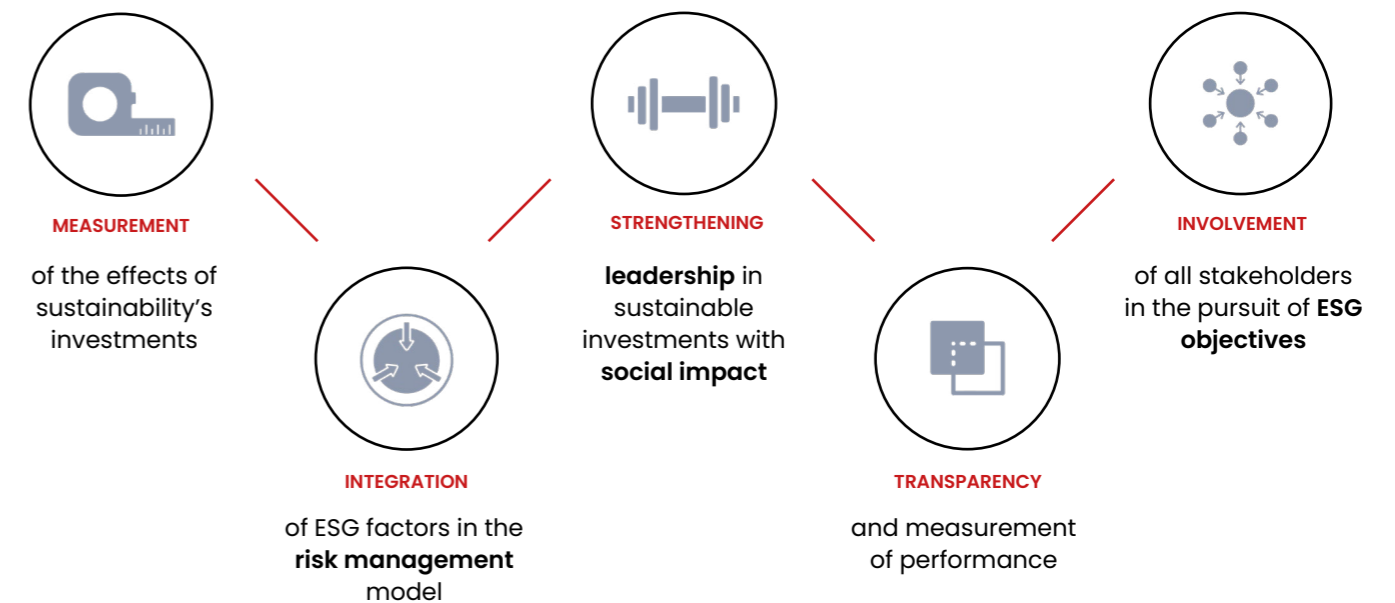 MEASUREMENT
of the effects of
sustainability’s
investments
INTEGRATION
of ESG factors in the
risk management
model
STRENGTHENING
leadership in
sustainable
investments with
social impact
TRANSPARENCY
and measurement
of performance
INVOLVEMENT
of all stakeholders
in the pursuit of ESG
objectives